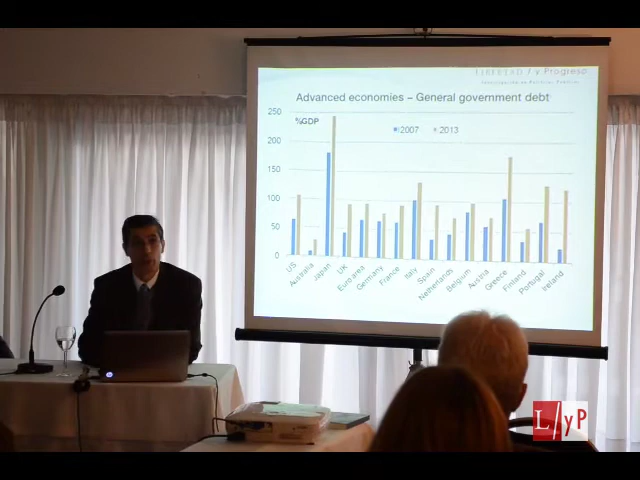 LIBERTAD / y Progreso
Advanced economies – General government debt
%GDP
2007
2013
250
200
150
100
50
0
US
Australia
Japan
UK
Euro area
Germany
France
Italy
Spain
Netherlands
Belgium
Austria
Greece
Finland
Portugal
Ireland
L/yP